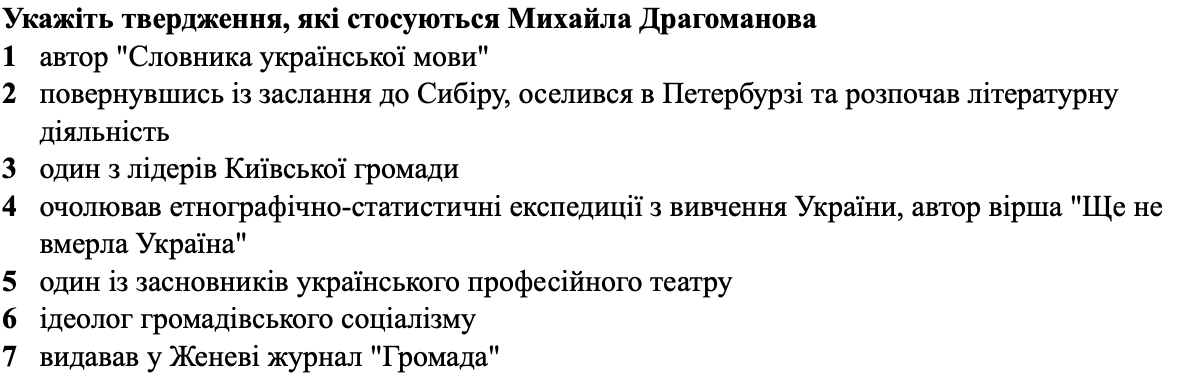 Укажіть твердження, які стосуються Михайла Драгоманова
1 автор "Словника української мови"
2 повернувшись із заслання до Сибіру, оселився в Петербурзі та розпочав літературну
діяльність
3 один з лідерів Київської громади
4 очолював етнографічно-статистичні експедиції з вивчення України, автор вірша "Ще не
вмерла Україна"
5 один із засновників українського професійного театру
6 ідеолог громадівського соціалізму
7 видавав у Женеві журнал "Громада"